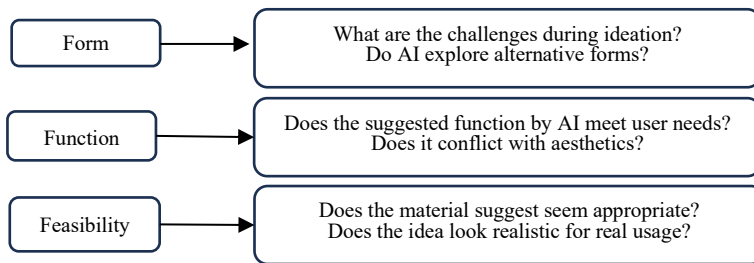 Form
What are the challenges during ideation?
Do AI explore alternative forms?
Function
Does the suggested function by AI meet user needs?
Does it conflict with aesthetics?
Feasibility
Does the material suggest seem appropriate?
Does the idea look realistic for real usage?